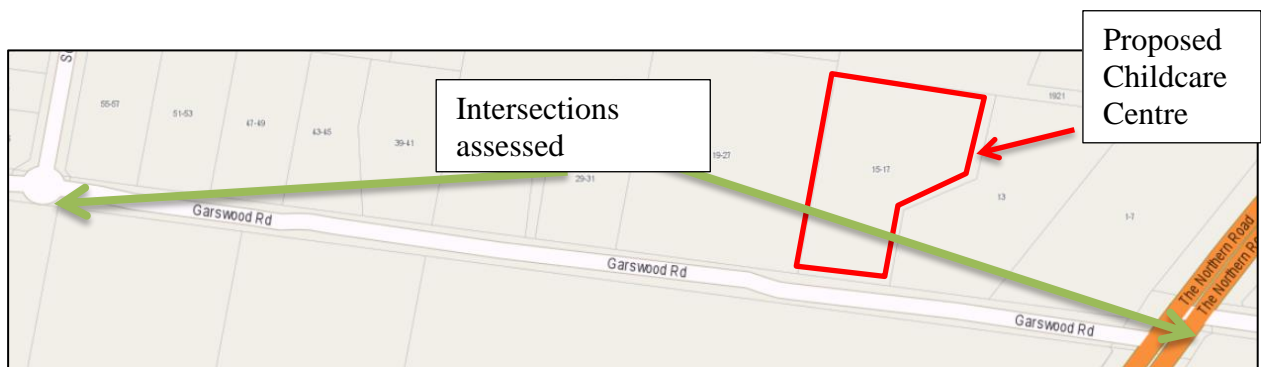 Proposed
Childcare
Centre
Intersections
assessed
55-57
51-53
47-49
43-45
39-41
29-31
19-27
15-17
13
1-7
1921
Garswood Rd
Garswood Rd
Garswood Rd
The Northern Road
The Northern